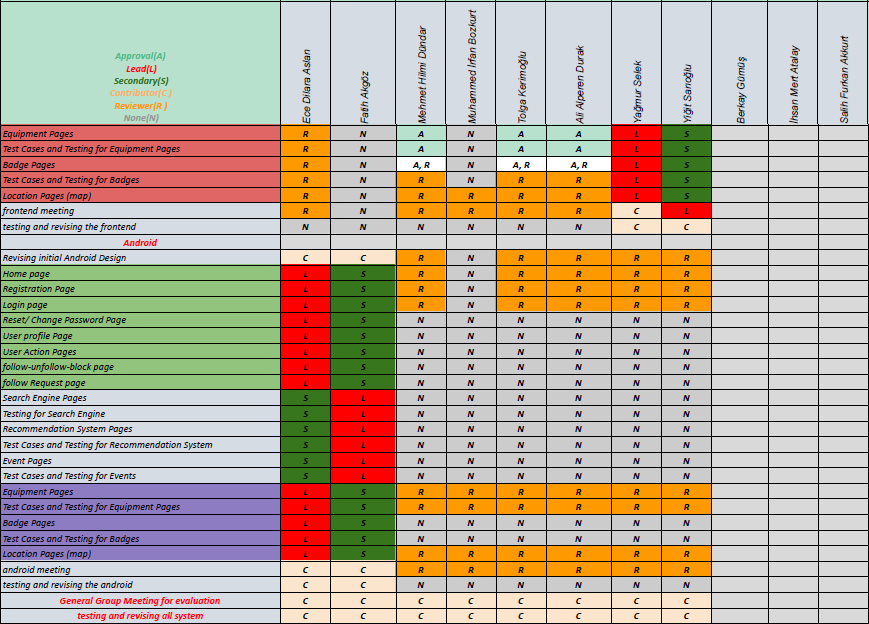 Approval(A)
Lead(L)
Secondary(S)
Contributor(C )
Reviewer(R )
None(N)
Ece Dilara Aslan
Fatih Akgöz
Mehmet Hilmi Dündar
Muhammed İrfan Bozkurt
Tolga Kerimoğlu
Ali Alperen Durak
Yağmur Selek
Yiğit Sarıoğlu
Berkay Gümüş
İhsan Mert Atalay
Salih Furkan Akkurt
Equipment Pages R N A N A A L S
Test Cases and Testing for Equipment Pages R N A N A A L S
Badge Pages R N A, R N A, R A, R L S
Test Cases and Testing for Badges R N R N R R L S
Location Pages (map) R N R R R R L S
frontend meeting R N R R R R C L
testing and revising the frontend N N N N N N C C
Android
Revising initial Android Design C C R N R R R R
Home page L S R N R R R R
Registration Page L S R N R R R R
Login page L S R N R R R R
Reset/ Change Password Page L S N N N N N N
User profile Page L S N N N N N N
User Action Pages L S N N N N N N
follow-unfollow-block page L S N N N N N N
follow Request page L S N N N N N N
Search Engine Pages S L N N N N N N
Testing for Search Engine S L N N N N N N
Recommendation System Pages S L N N N N N N
Test Cases and Testing for Recommendation System S L N N N N N N
Event Pages S L N N N N N N
Test Cases and Testing for Events S L N N N N N N
Equipment Pages L S R R R R R R
Test Cases and Testing for Equipment Pages L S R R R R R R
Badge Pages L S N N N N N N
Test Cases and Testing for Badges L S N N N N N N
Location Pages (map) L S R R R R R R
android meeting C C R R R R R R
testing and revising the android C C N N N N N N
General Group Meeting for evaluation C C C C C C C C
testing and revising all system C C C C C C C C